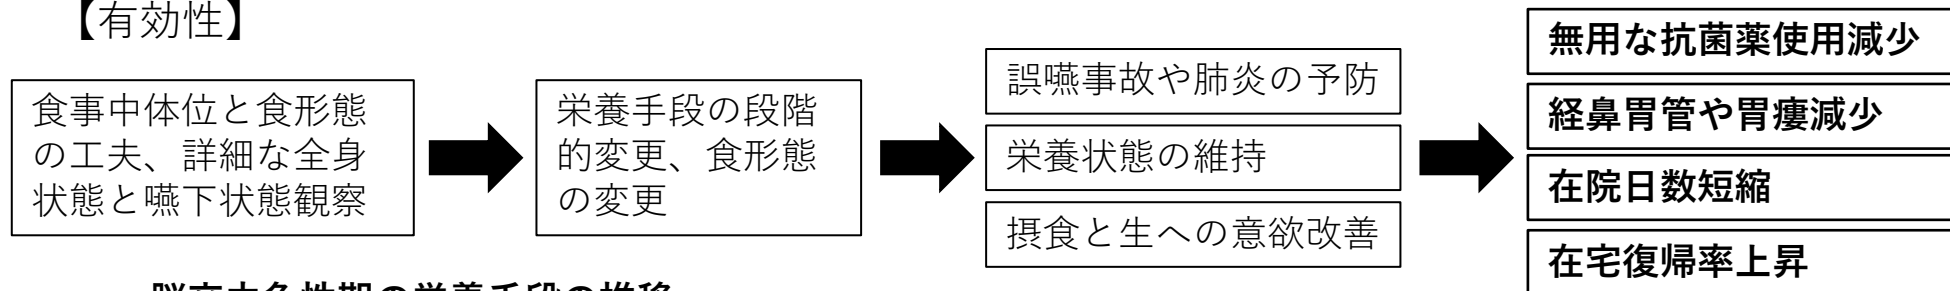 【有効性】
食事中体位と食形態
の工夫、詳細な全身
状態と嚥下状態観察
栄養手段の段階
的変更、食形態
の変更
誤嚥事故や肺炎の予防
栄養状態の維持
摂食と生への意欲改善
無用な抗菌薬使用減少
経鼻胃管や胃瘻減少
在院日数短縮
在宅復帰率上昇